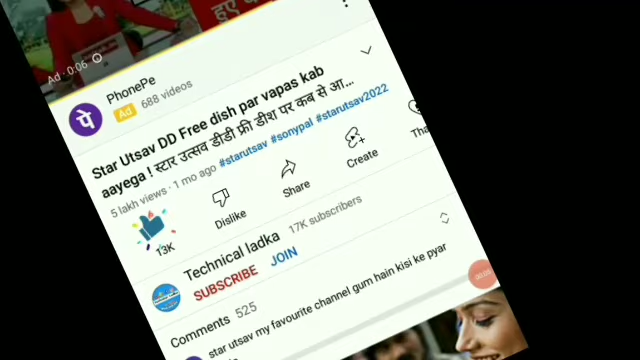 हुए
Ad · 0:06
PhonePe
Ad 688 videos
पे
Star Utsav DD Free dish par vapas kab
aayega ! स्टार उत्सव डीडी फ्री डीश पर कब से आ...
5 lakh views · 1 mo ago #starutsav #sonypal #starutsav2022
13K
Dislike
Share
Create
Technical ladka 17K subscribers
SUBSCRIBE JOIN
Comments 525
star utsav my favourite channel gum hain kisi ke pyar